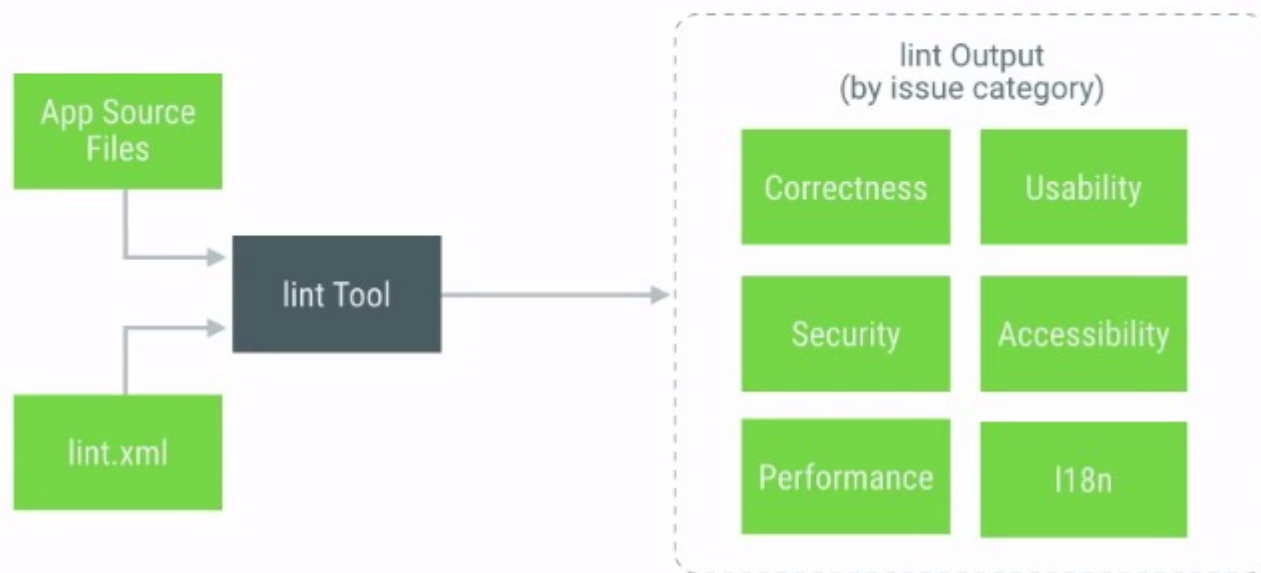 App Source
Files
lint Tool
lint.xml
lint Output
(by issue category)
Correctness
Usability
Security
Accessibility
Performance
I18n